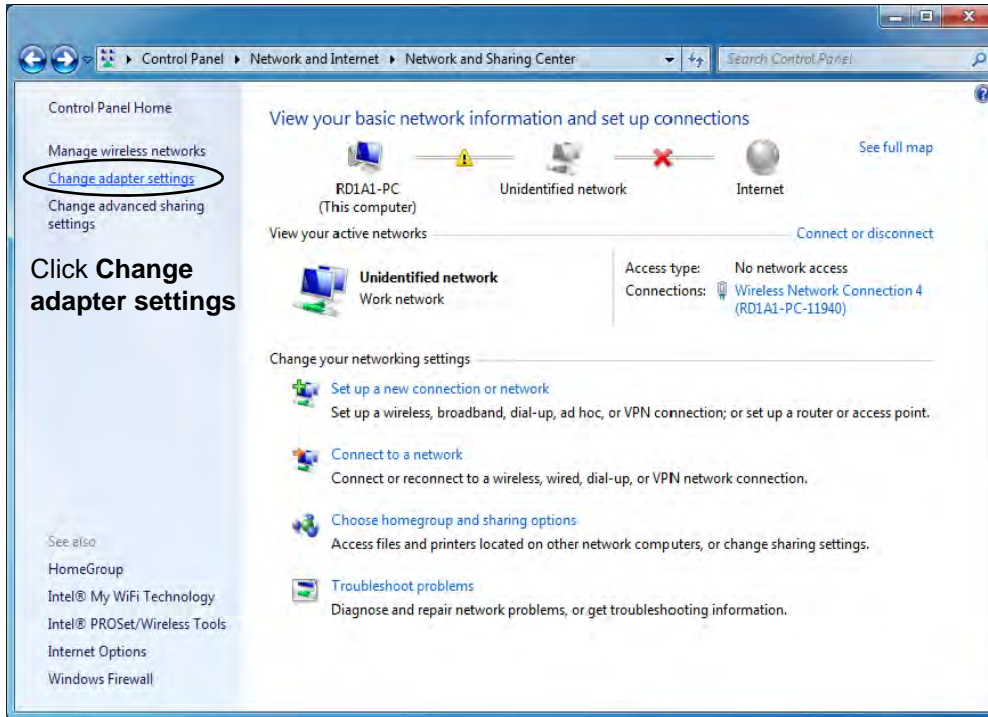 Control Panel ▸ Network and Internet ▸ Network and Sharing Center
Search Control Panel
Control Panel Home
Manage wireless networks
Change adapter settings
Change advanced sharing
settings
Click Change
adapter settings
See also
HomeGroup
Intel® My WiFi Technology
Intel® PROSet/Wireless Tools
Internet Options
Windows Firewall
View your basic network information and set up connections
See full map
RD1A1-PC
(This computer)
Unidentified network
Internet
View your active networks
Connect or disconnect
Unidentified network
Work network
Access type: No network access
Connections: Wireless Network Connection 4
(RD1A1-PC-11940)
Change your networking settings
Set up a new connection or network
Set up a wireless, broadband, dial-up, ad hoc, or VPN connection; or set up a router or access point.
Connect to a network
Connect or reconnect to a wireless, wired, dial-up, or VPN network connection.
Choose homegroup and sharing options
Access files and printers located on other network computers, or change sharing settings.
Troubleshoot problems
Diagnose and repair network problems, or get troubleshooting information.